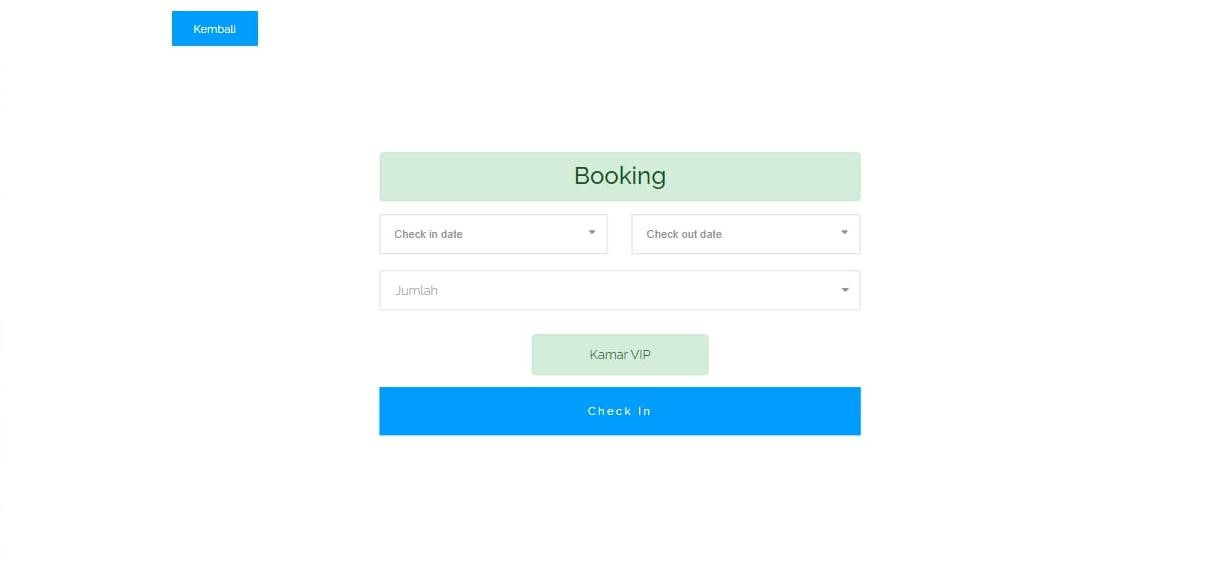 Kembali
Booking
Check in date
Check out date
Jumlah
Kamar VIP
Check In